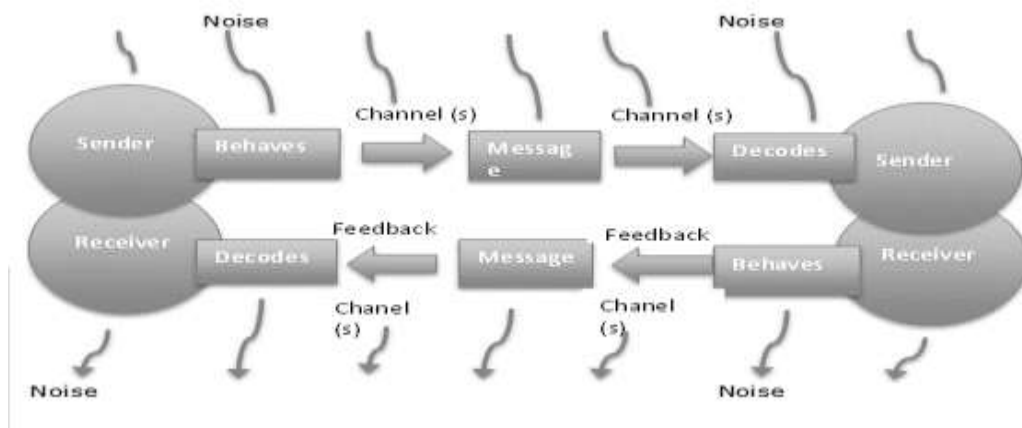 Noise
Noise
Channel (s)
Channel (s)
Sender
Behaves
Messag
e
Decodes
Sender
Receiver
Decodes
Feedback
Message
Feedback
Behaves
Receiver
Chanel
(s)
Chanel
(s)
Noise
Noise